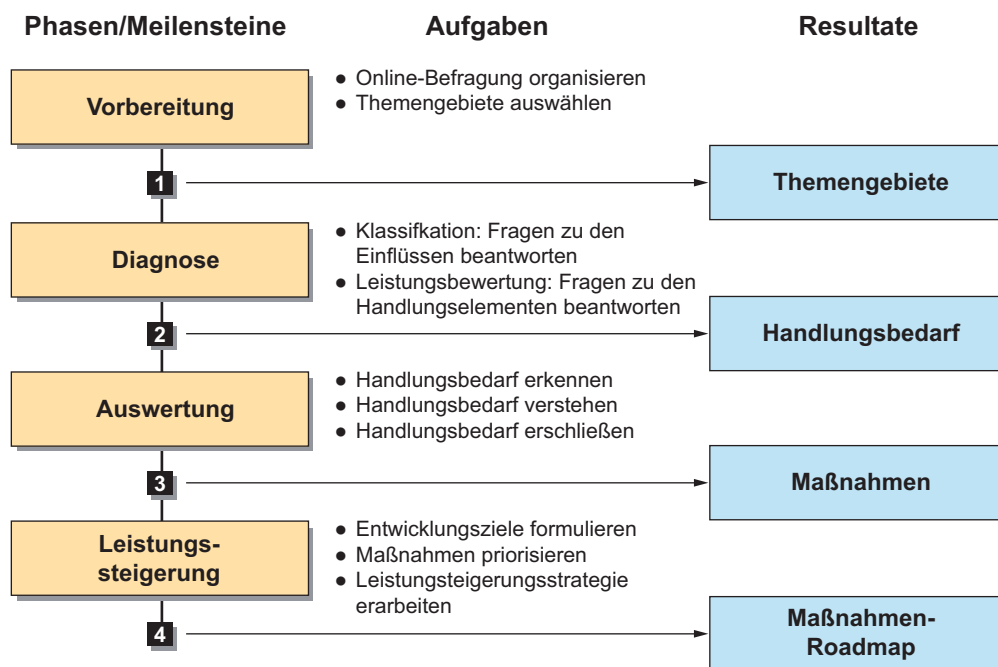 Phasen/Meilensteine
Aufgaben
Resultate
Vorbereitung
● Online-Befragung organisieren
● Themengebiete auswählen
1
Themengebiete
Diagnose
● Klassifkation: Fragen zu den
Einflüssen beantworten
● Leistungsbewertung: Fragen zu den
Handlungselementen beantworten
2
Handlungsbedarf
Auswertung
● Handlungsbedarf erkennen
● Handlungsbedarf verstehen
● Handlungsbedarf erschließen
3
Maßnahmen
Leistungs-
steigerung
● Entwicklungsziele formulieren
● Maßnahmen priorisieren
● Leistungsteigerungsstrategie
erarbeiten
4
Maßnahmen-
Roadmap